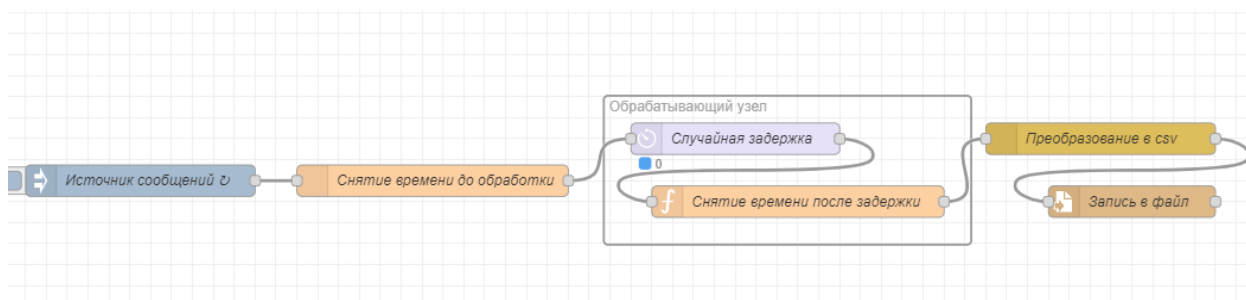 Обрабатывающий узел
Случайная задержка
Преобразование в csv
0
Источник сообщений ↻
Снятие времени до обработки
Снятие времени после задержки
Запись в файл